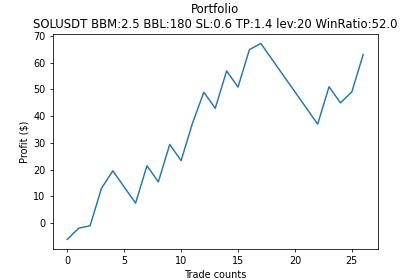 Portfolio
SOLUSDT BBM:2.5 BBL:180 SL:0.6 TP:1.4 lev:20 WinRatio:52.0
70
60
50
40
30
20
10
0
Profit ($)
0 5 10 15 20 25
Trade counts